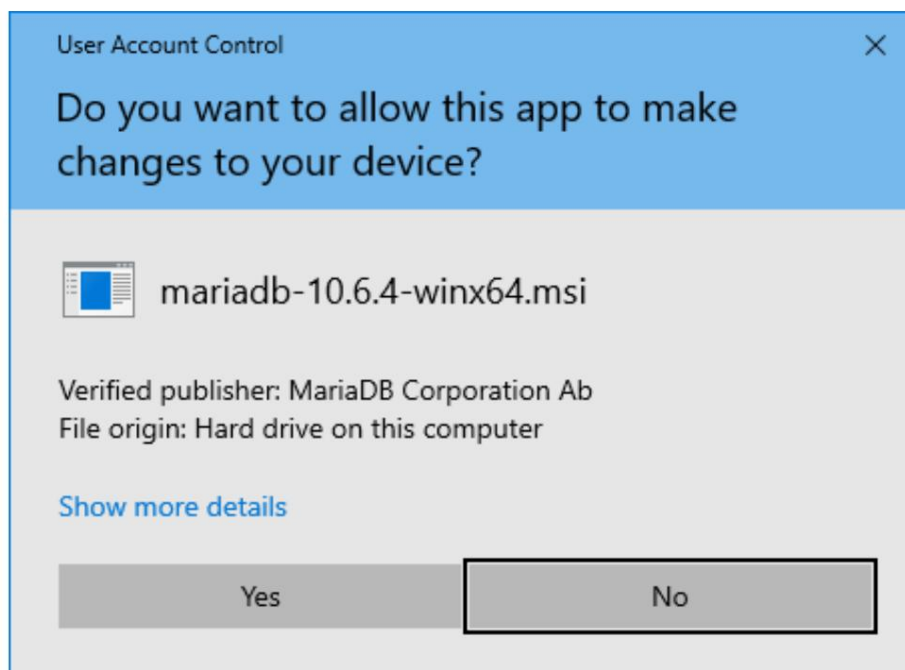 User Account Control
Do you want to allow this app to make
changes to your device?
mariadb-10.6.4-winx64.msi
Verified publisher: MariaDB Corporation Ab
File origin: Hard drive on this computer
Show more details
Yes
No